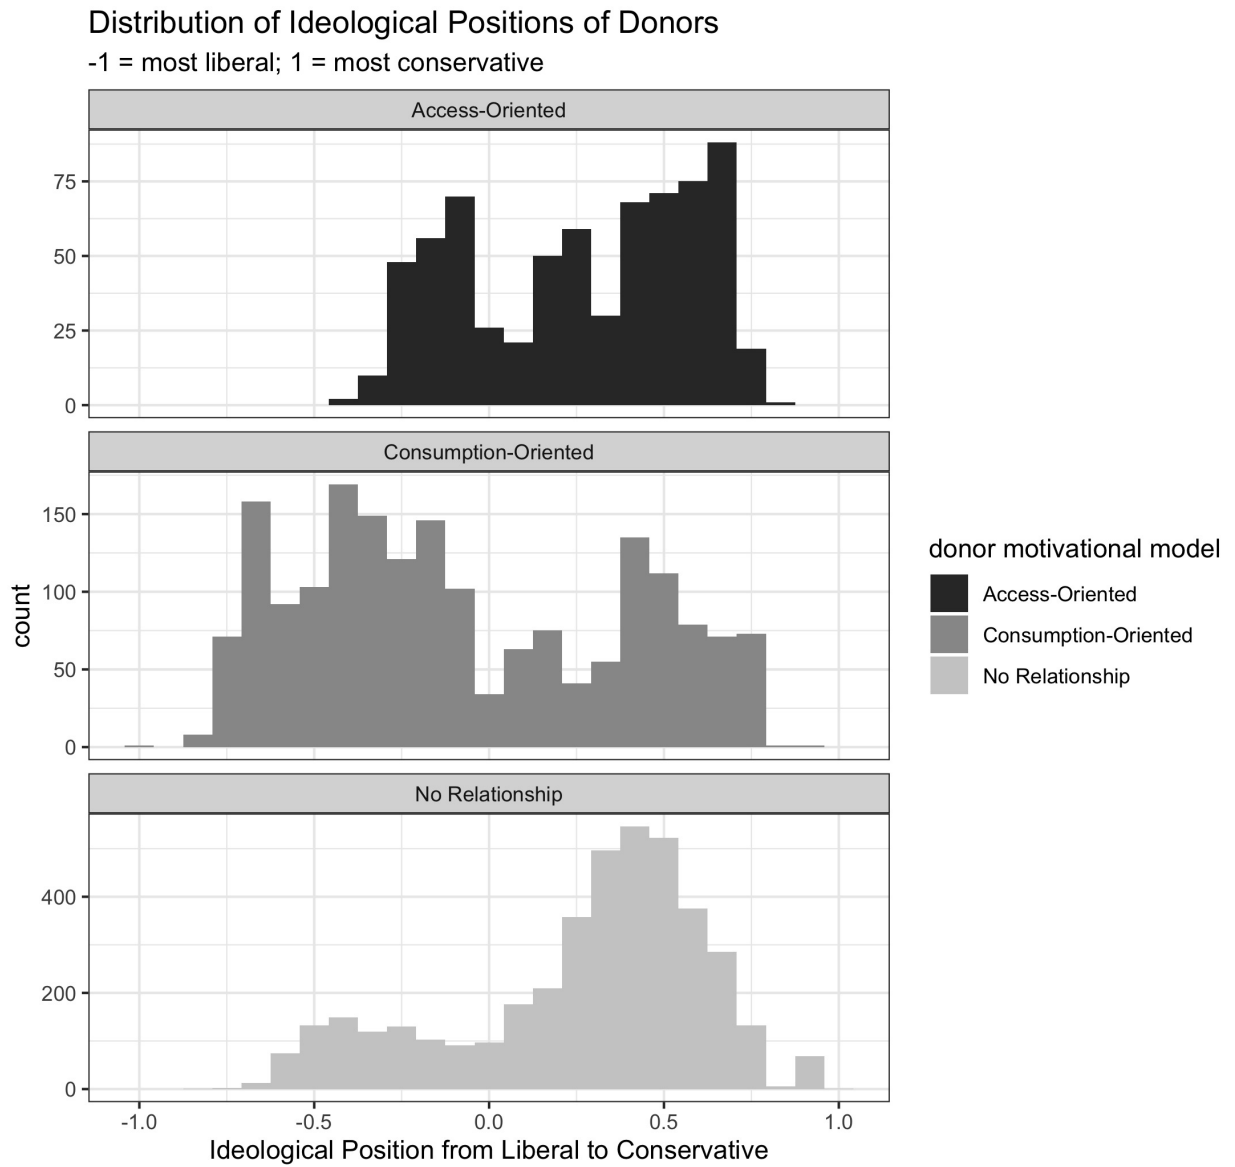 Distribution of Ideological Positions of Donors
-1 = most liberal; 1 = most conservative
Access-Oriented
75
50
25
0
Consumption-Oriented
150
100
50
0
count
No Relationship
400
200
0
-1.0 -0.5 0.0 0.5 1.0
Ideological Position from Liberal to Conservative
donor motivational model
Access-Oriented
Consumption-Oriented
No Relationship